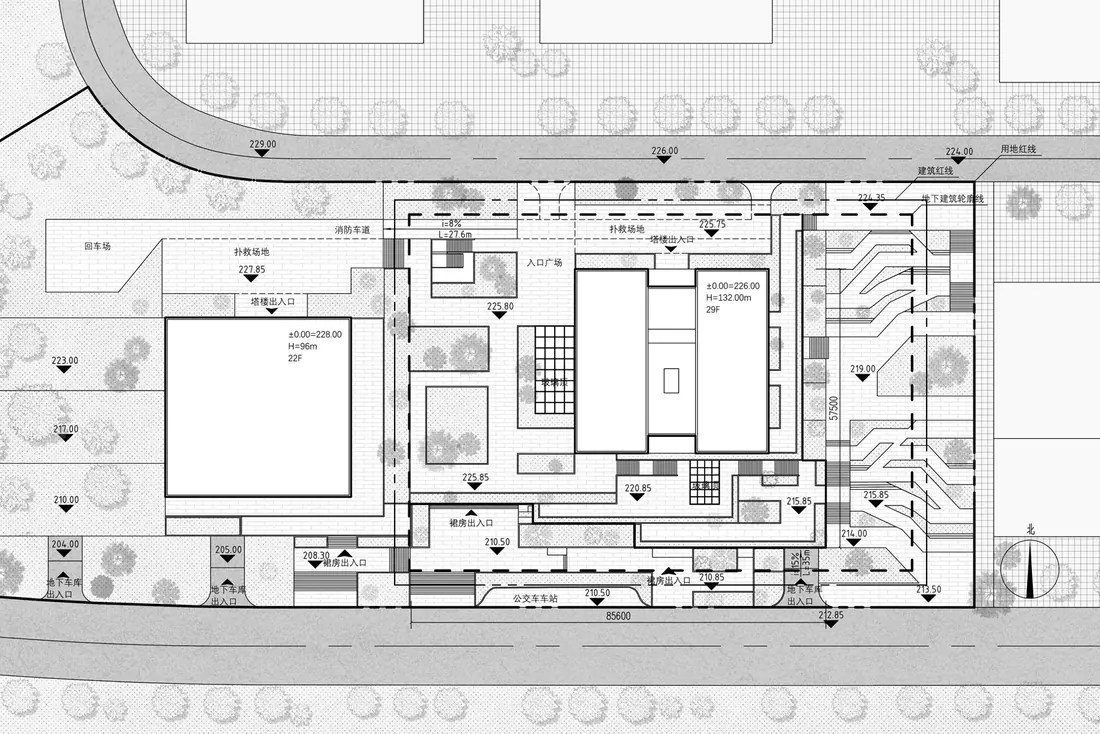 229.00
226.00
224.00
用地红线
建筑红线
224.35
地下建筑轮廓线
消防车道
i=8%
L=27.6m
扑救场地
225.75
塔楼出入口
回车场
扑救场地
227.85
塔楼出入口
入口广场
±0.00=228.00
H=96m
22F
225.80
±0.00=226.00
H=132.00m
29F
223.00
玻璃顶
219.00
57500
217.00
225.85
220.85
玻璃顶
215.85
215.85
210.00
裙房出入口
210.50
214.00
北
204.00
205.00
208.30
裙房出入口
i=15%
L=35m
地下车库
出入口
地下车库
出入口
裙房出入口
210.85
地下车库
出入口
213.50
公交车车站
210.50
85600
212.85